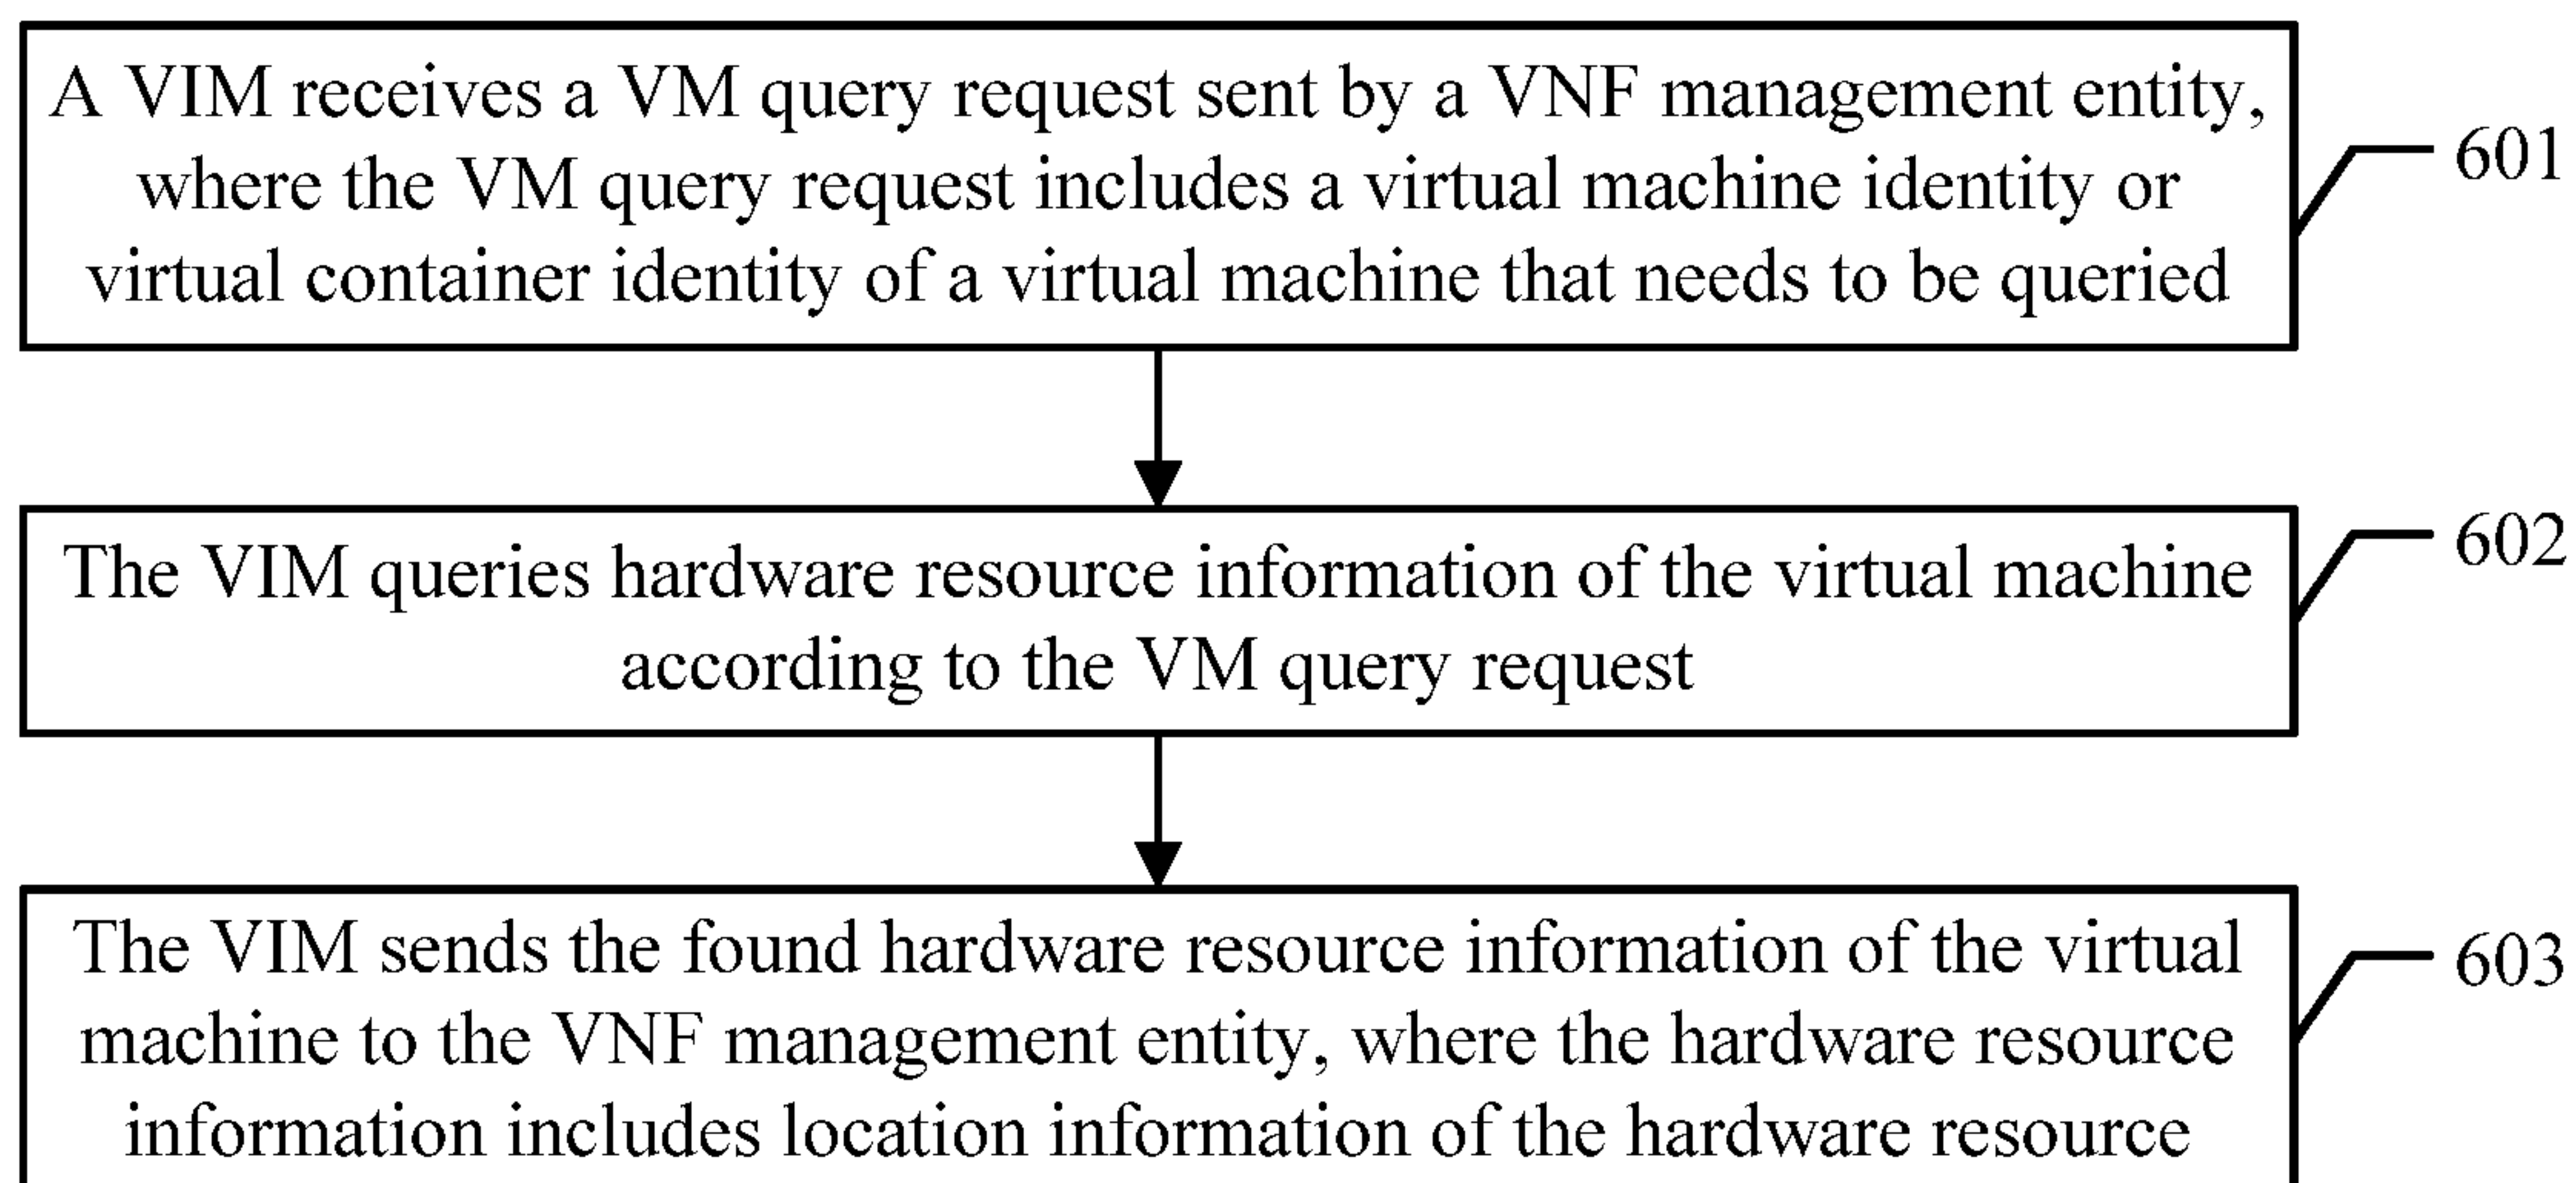 A VIM receives a VM query request sent by a VNF management entity,
where the VM query request includes a virtual machine identity or
virtual container identity of a virtual machine that needs to be queried
601
The VIM queries hardware resource information of the virtual machine
according to the VM query request
602
The VIM sends the found hardware resource information of the virtual
machine to the VNF management entity, where the hardware resource
information includes location information of the hardware resource
603